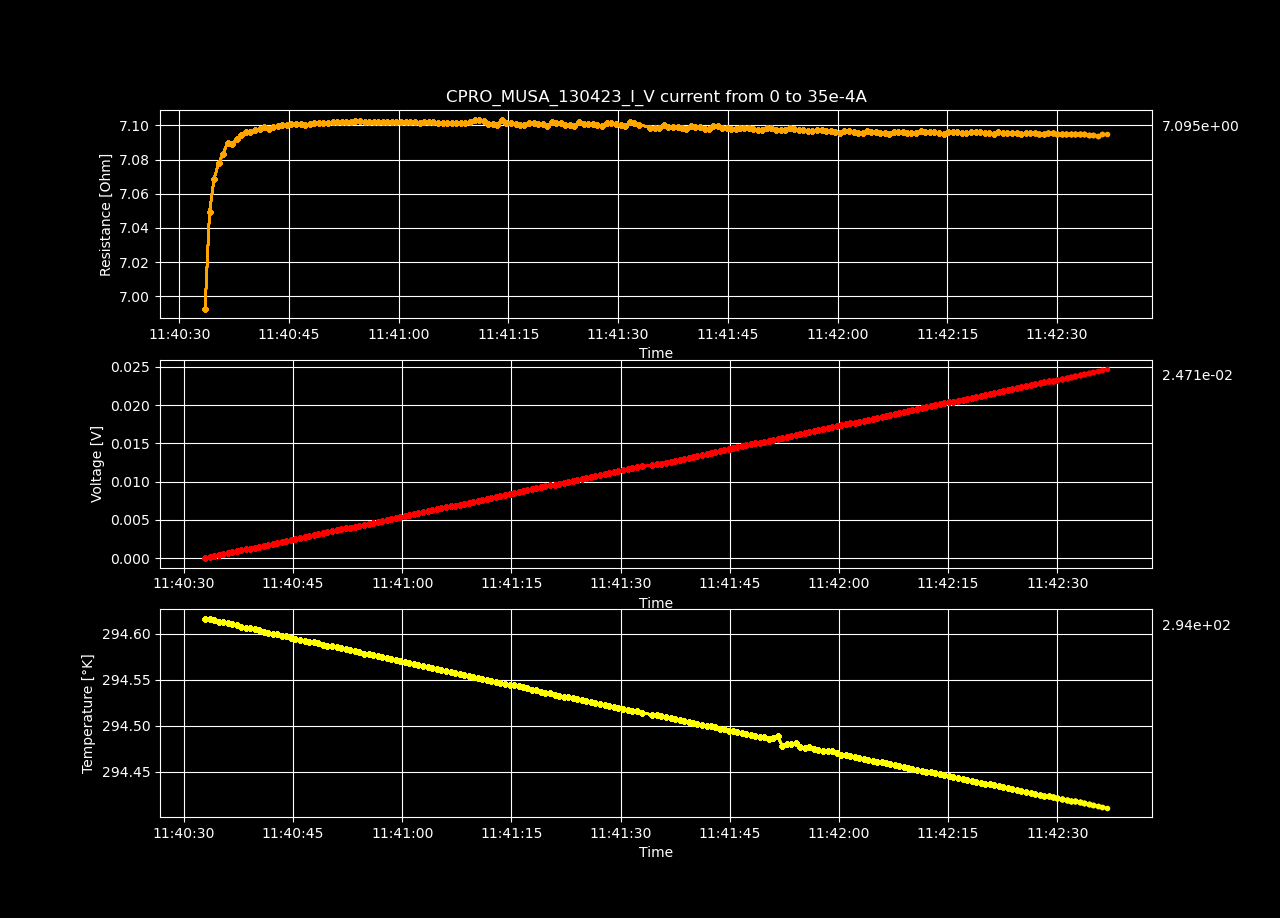 CPRO_MUSA_130423_I_V current from 0 to 35e-4A
Resistance [Ohm]
7.10
7.08
7.06
7.04
7.02
7.00
7.095e+00
11:40:30 11:40:45 11:41:00 11:41:15 11:41:30 11:41:45 11:42:00 11:42:15 11:42:30
Time
Voltage [V]
0.025
0.020
0.015
0.010
0.005
0.000
2.471e-02
11:40:30 11:40:45 11:41:00 11:41:15 11:41:30 11:41:45 11:42:00 11:42:15 11:42:30
Time
Temperature [°K]
294.60
294.55
294.50
294.45
2.94e+02
11:40:30 11:40:45 11:41:00 11:41:15 11:41:30 11:41:45 11:42:00 11:42:15 11:42:30
Time